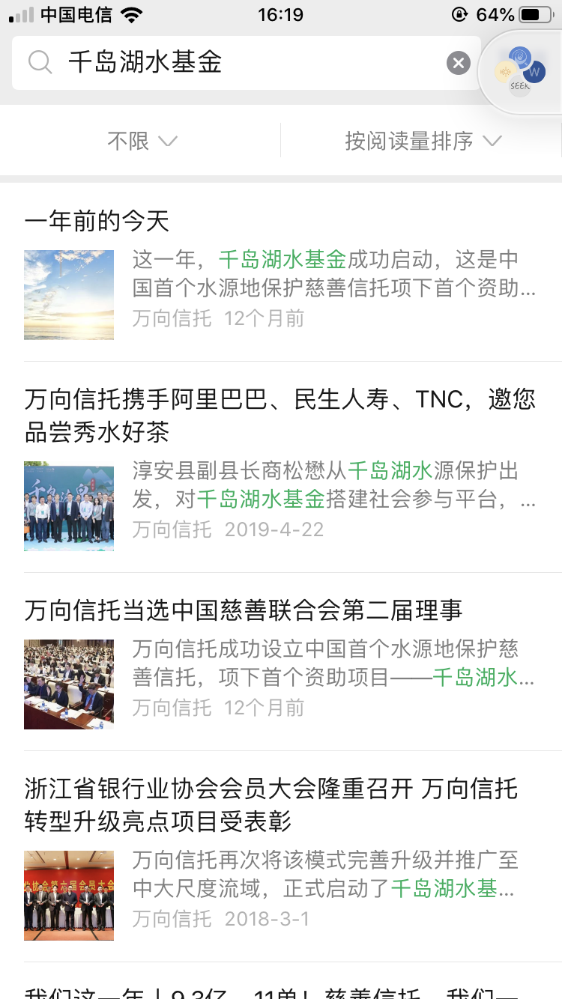 中国电信 16:19 64%
千岛湖水基金
W
SEEK
不限 按阅读量排序
一年前的今天
这一年，千岛湖水基金成功启动，这是中
国首个水源地保护慈善信托项下首个资助...
万向信托 12个月前
万向信托携手阿里巴巴、民生人寿、TNC，邀您
品尝秀水好茶
淳安县副县长商松懋从千岛湖水源保护出
发，对千岛湖水基金搭建社会参与平台，...
万向信托 2019-4-22
万向信托当选中国慈善联合会第二届理事
万向信托成功设立中国首个水源地保护慈
善信托，项下首个资助项目——千岛湖水...
万向信托 12个月前
浙江省银行业协会会员大会隆重召开 万向信托
转型升级亮点项目受表彰
万向信托再次将该模式完善升级并推广至
中大尺度流域，正式启动了千岛湖水基...
业协会第六届会员大会
万向信托 2018-3-1
我们这一年丨9.3亿、11单！慈善信托，我们一